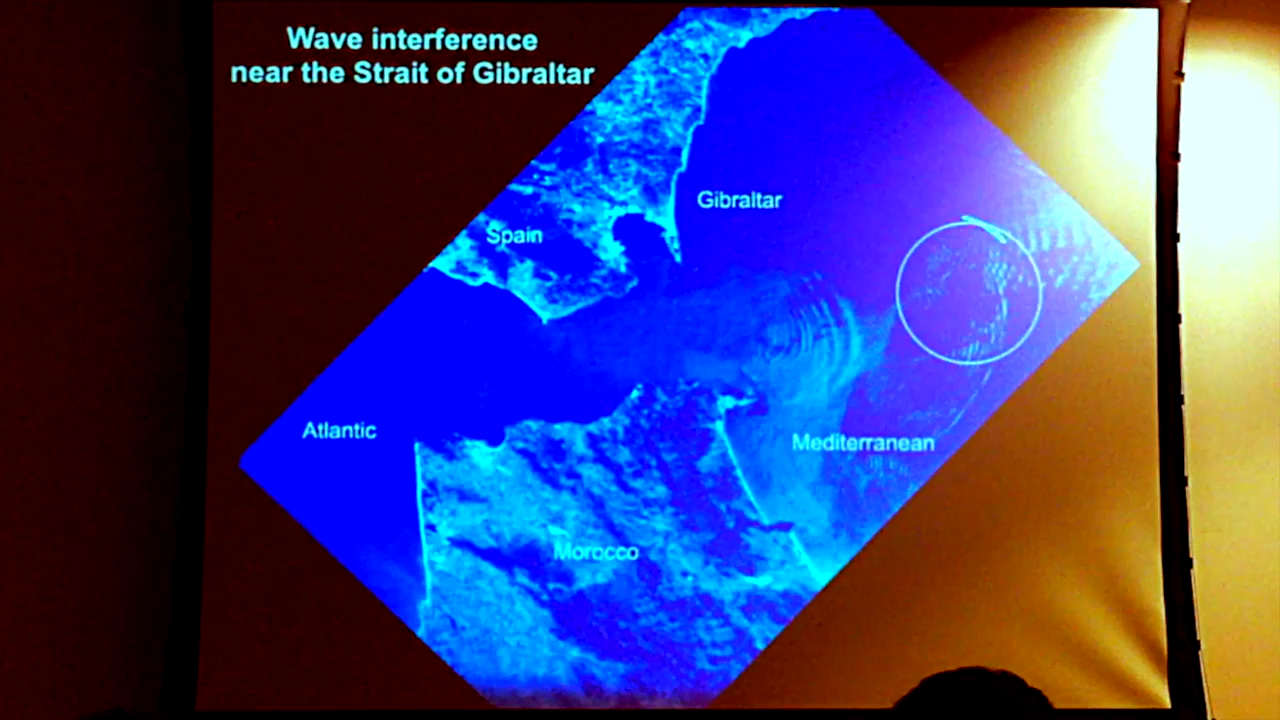 Wave interference
near the Strait of Gibraltar
Gibraltar
Spain
Atlantic
Mediterranean
Morocco